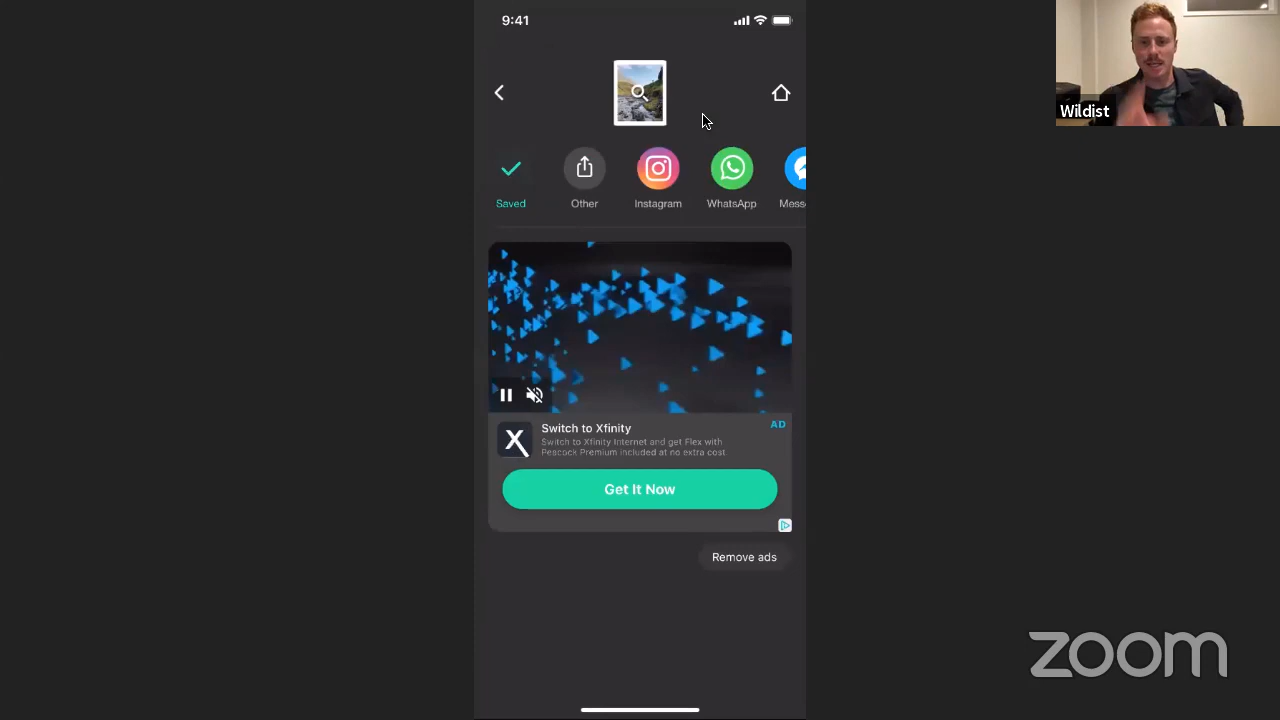 9:41
Wildist
Saved
Other
Instagram
WhatsApp
Mess
AD
Switch to Xfinity
Switch to Xfinity Internet and get Flex with
Peacock Premium included at no extra cost.
X
Get It Now
Remove ads
zoom